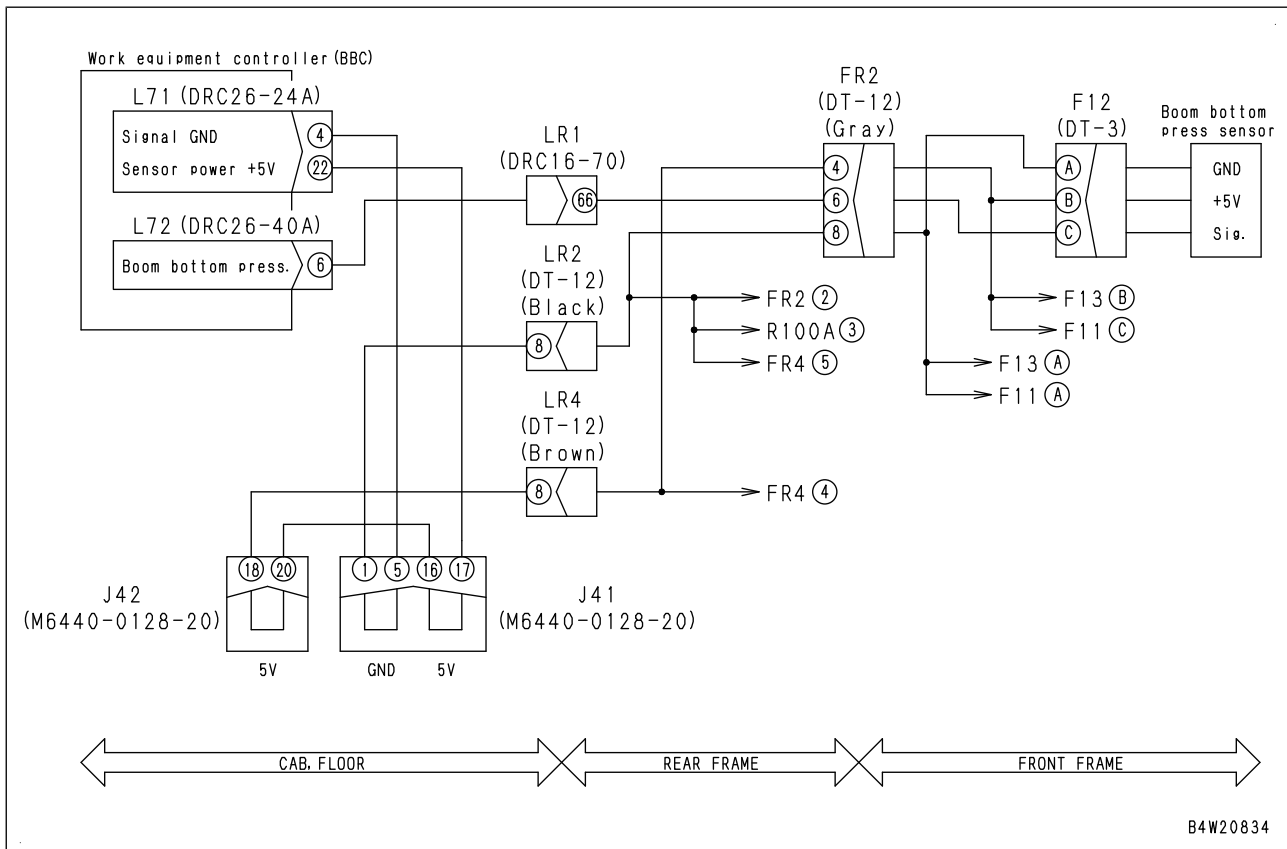 Work equipment controller (BBC)
L71 (DRC26-24A)
Signal GND
4
Sensor power +5V
22
L72 (DRC26-40A)
Boom bottom press.
6
LR1
(DRC16-70)
66
LR2
(DT-12)
(Black)
8
LR4
(DT-12)
(Brown)
8
FR2
(DT-12)
(Gray)
4
6
8
F12
(DT-3)
A
B
C
Boom bottom
press sensor
GND
+5V
Sig.
FR2 2
R100A 3
FR4 5
F13 B
F11 C
F13 A
F11 A
FR4 4
18 20
1 5 16 17
J42
(M6440-0128-20)
J41
(M6440-0128-20)
5V
GND
5V
CAB, FLOOR
REAR FRAME
FRONT FRAME
B4W20834